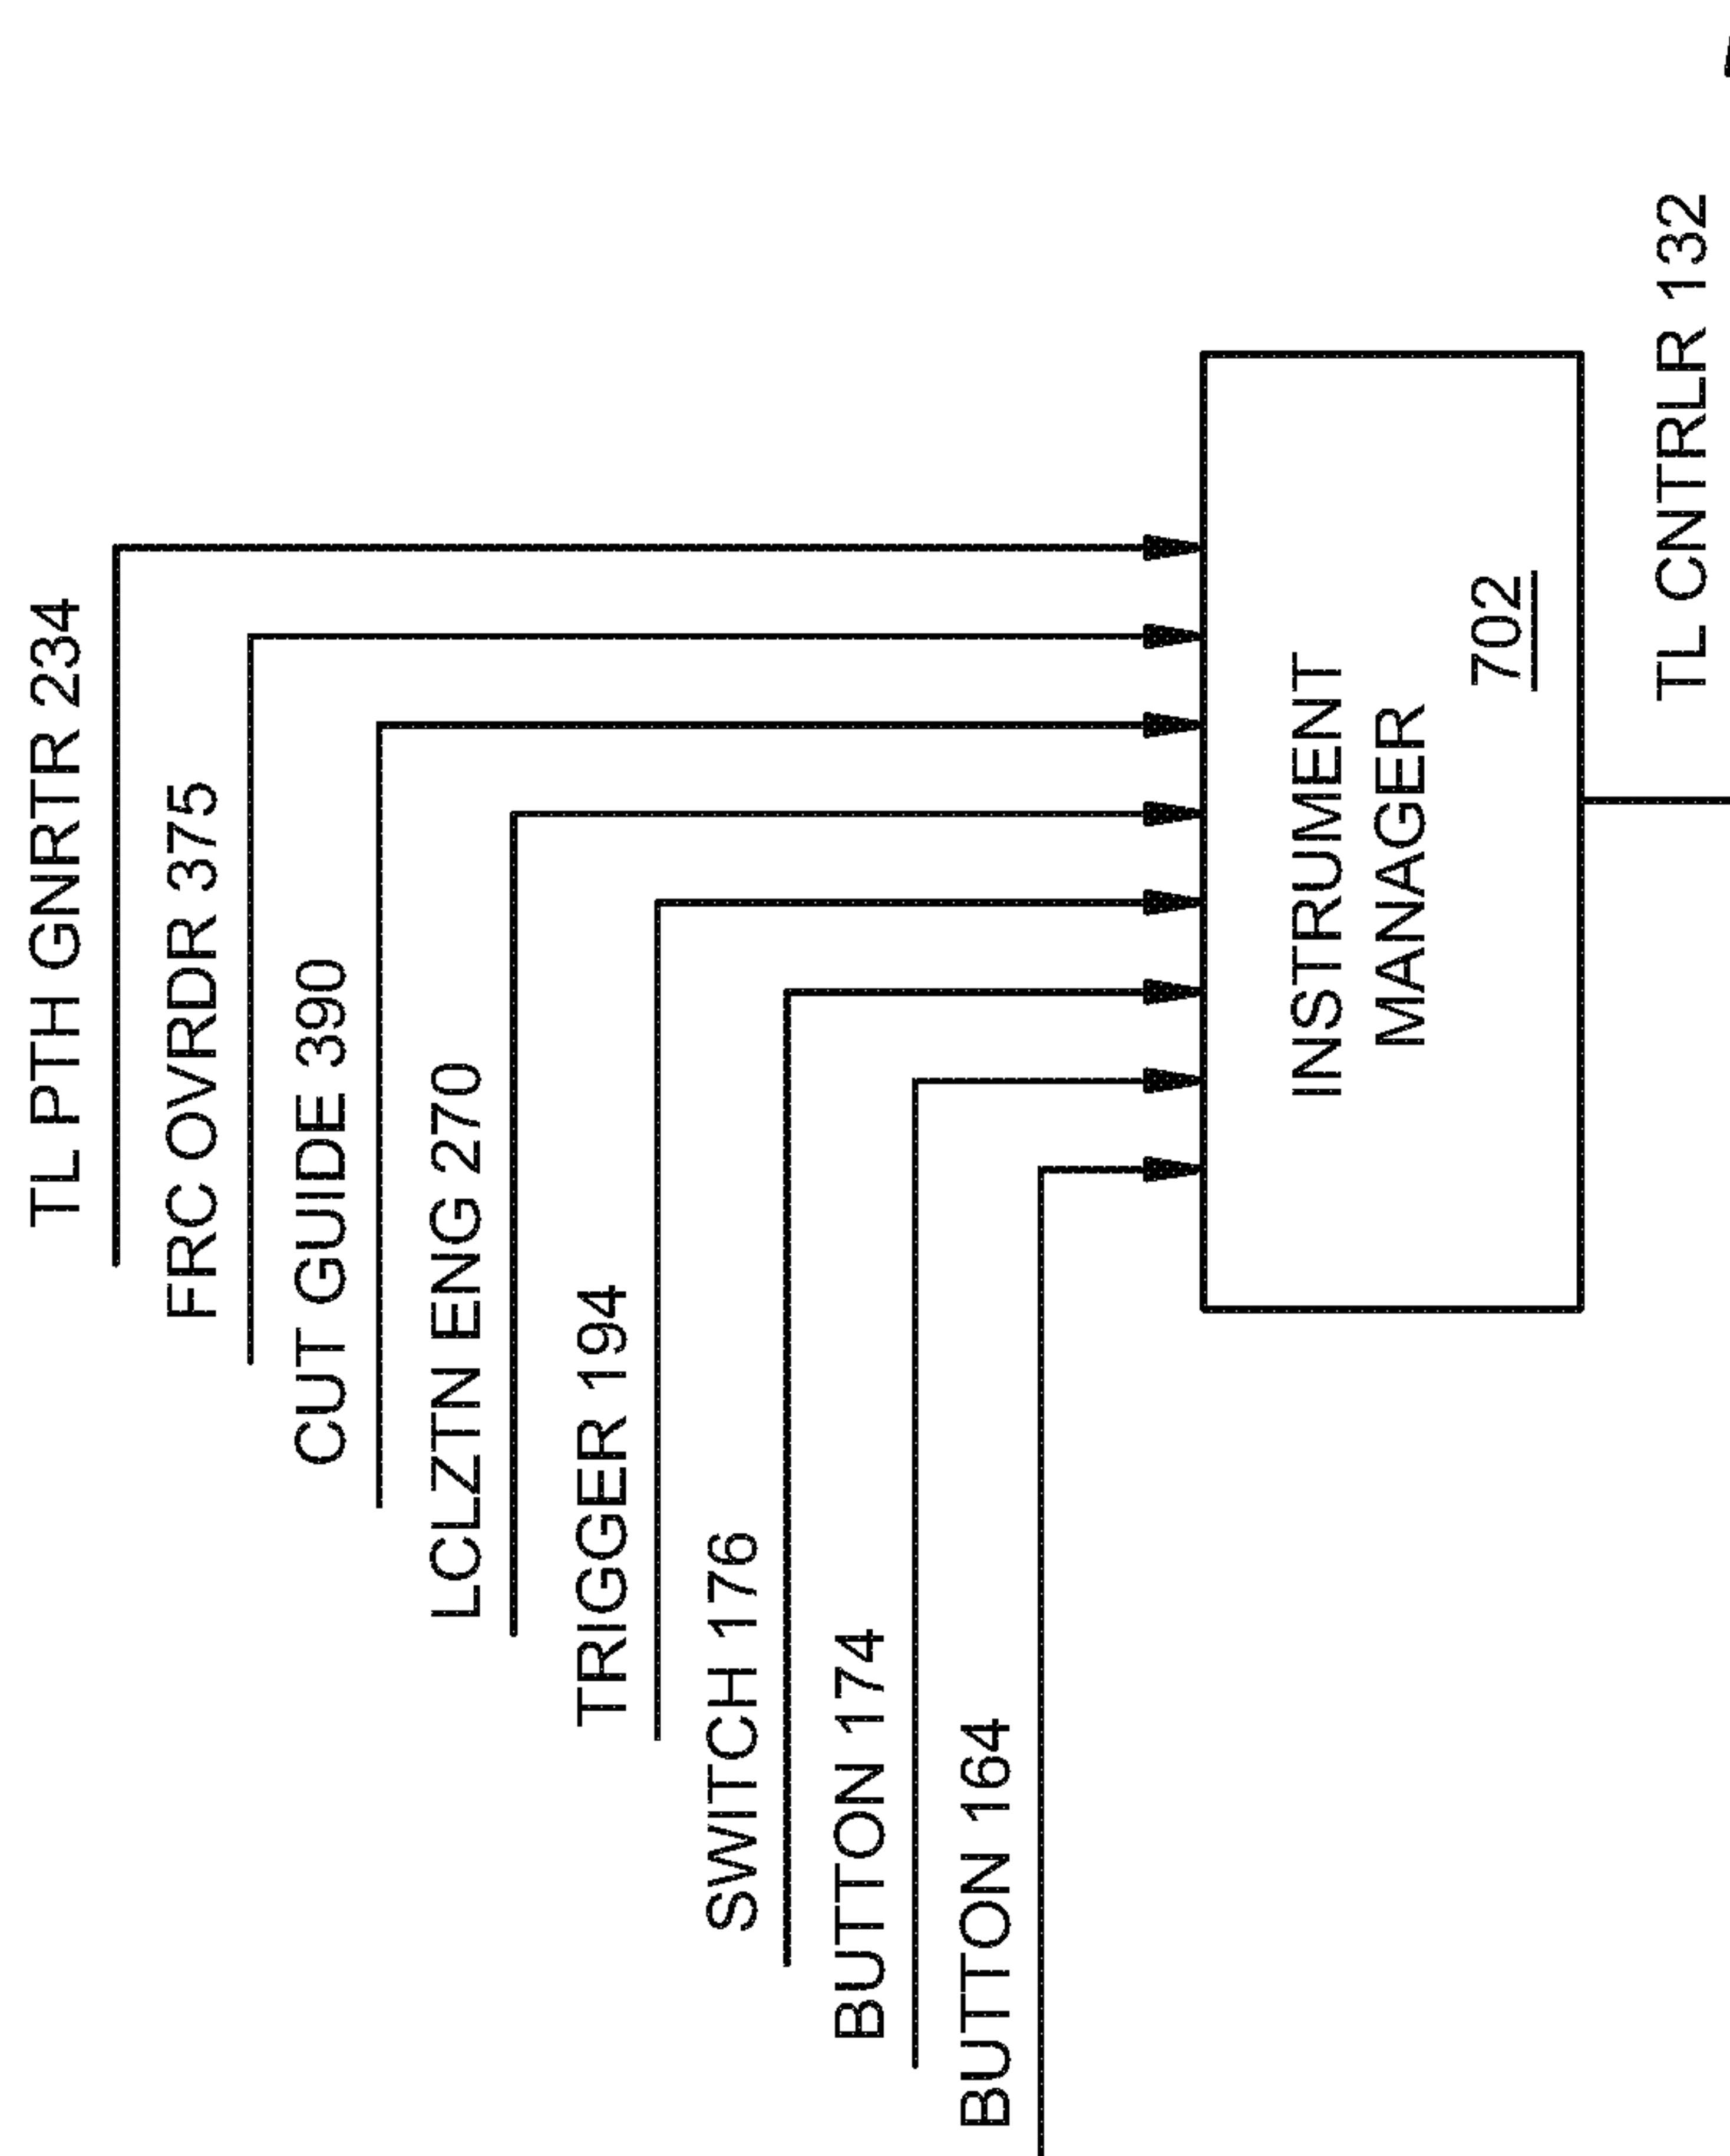 TL PTH GNRTR 234
FRC OVRDR 375
CUT GUIDE 390
LCLZTN ENG 270
TRIGGER 194
SWITCH 176
BUTTON 174
BUTTON 164
INSTRUMENT
MANAGER
702
TL CNTRLR 132